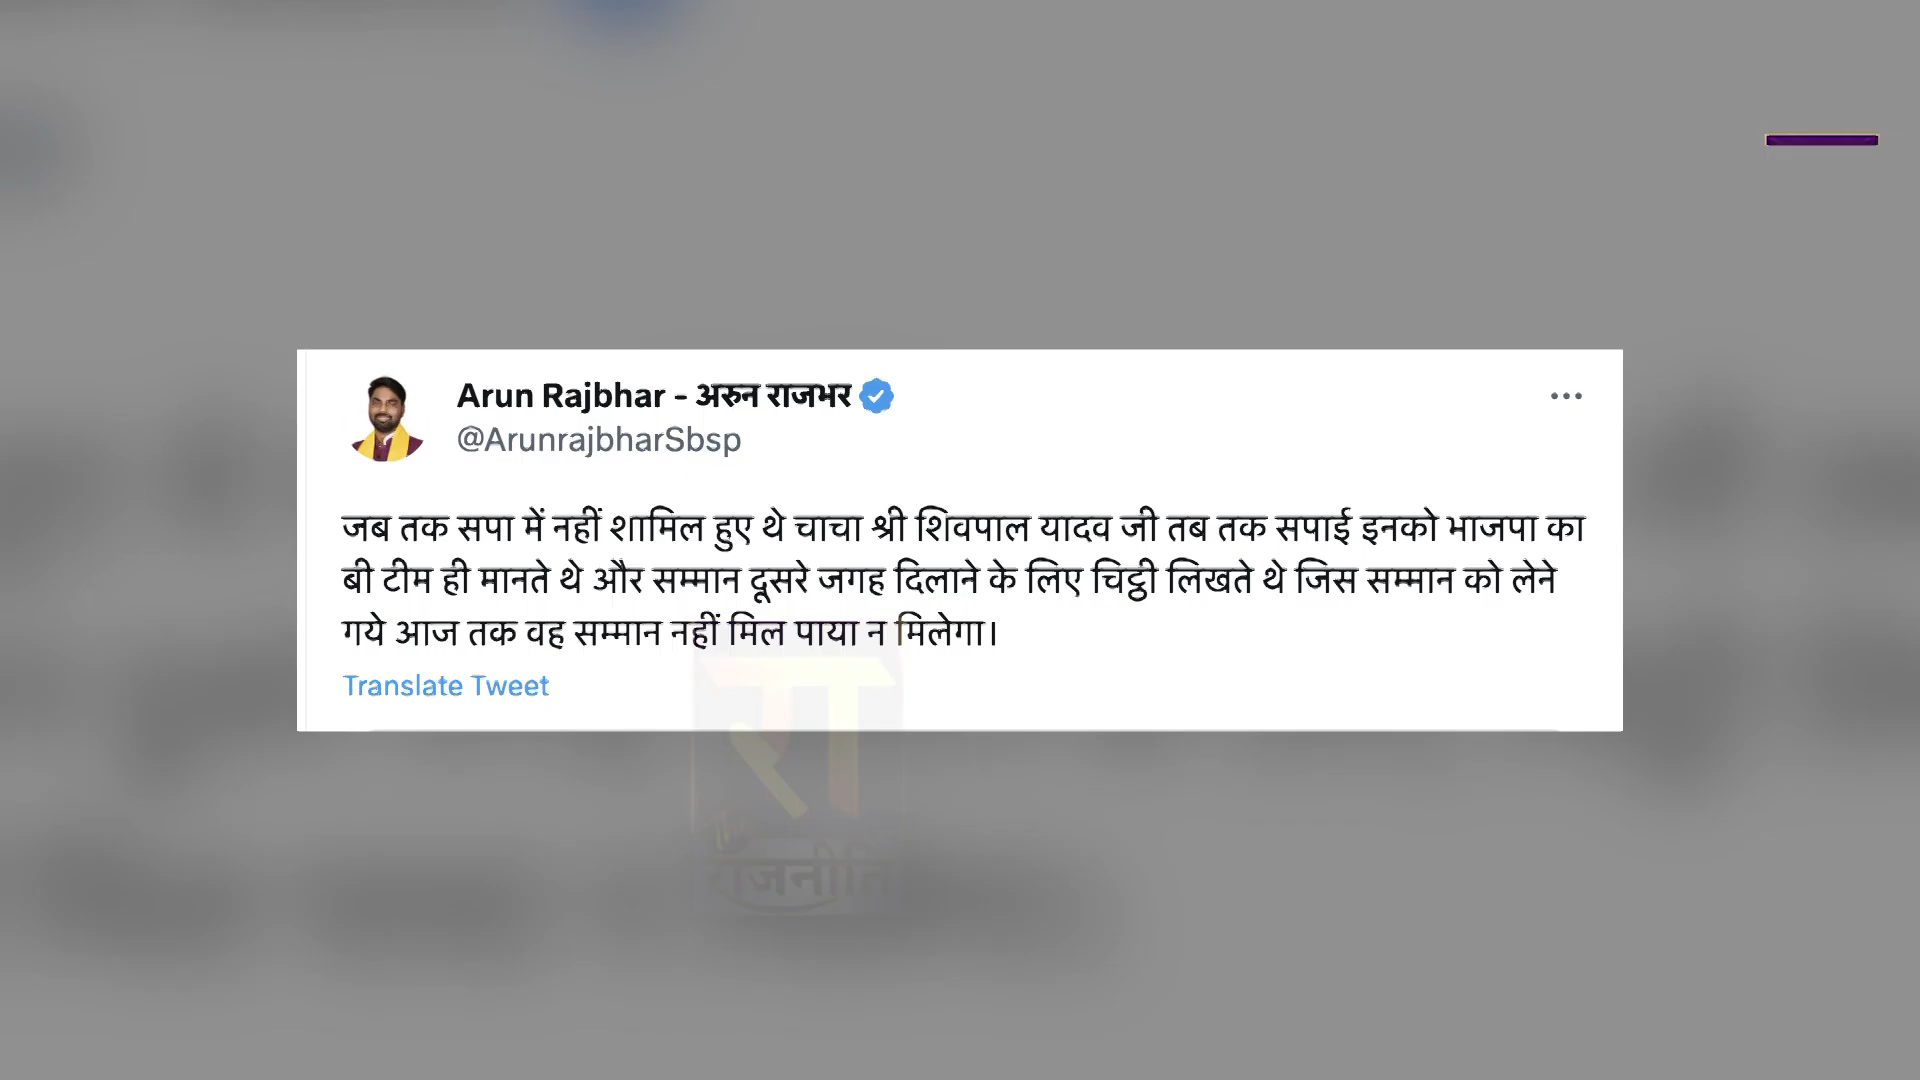 Arun Rajbhar - अरुन राजभर
@ArunrajbharSbsp
जब तक सपा में नहीं शामिल हुए थे चाचा श्री शिवपाल यादव जी तब तक सपाई इनको भाजपा का
बी टीम ही मानते थे और सम्मान दूसरे जगह दिलाने के लिए चिट्ठी लिखते थे जिस सम्मान को लेने
गये आज तक वह सम्मान नहीं मिल पाया न मिलेगा।
Translate Tweet
रा
राजनीति